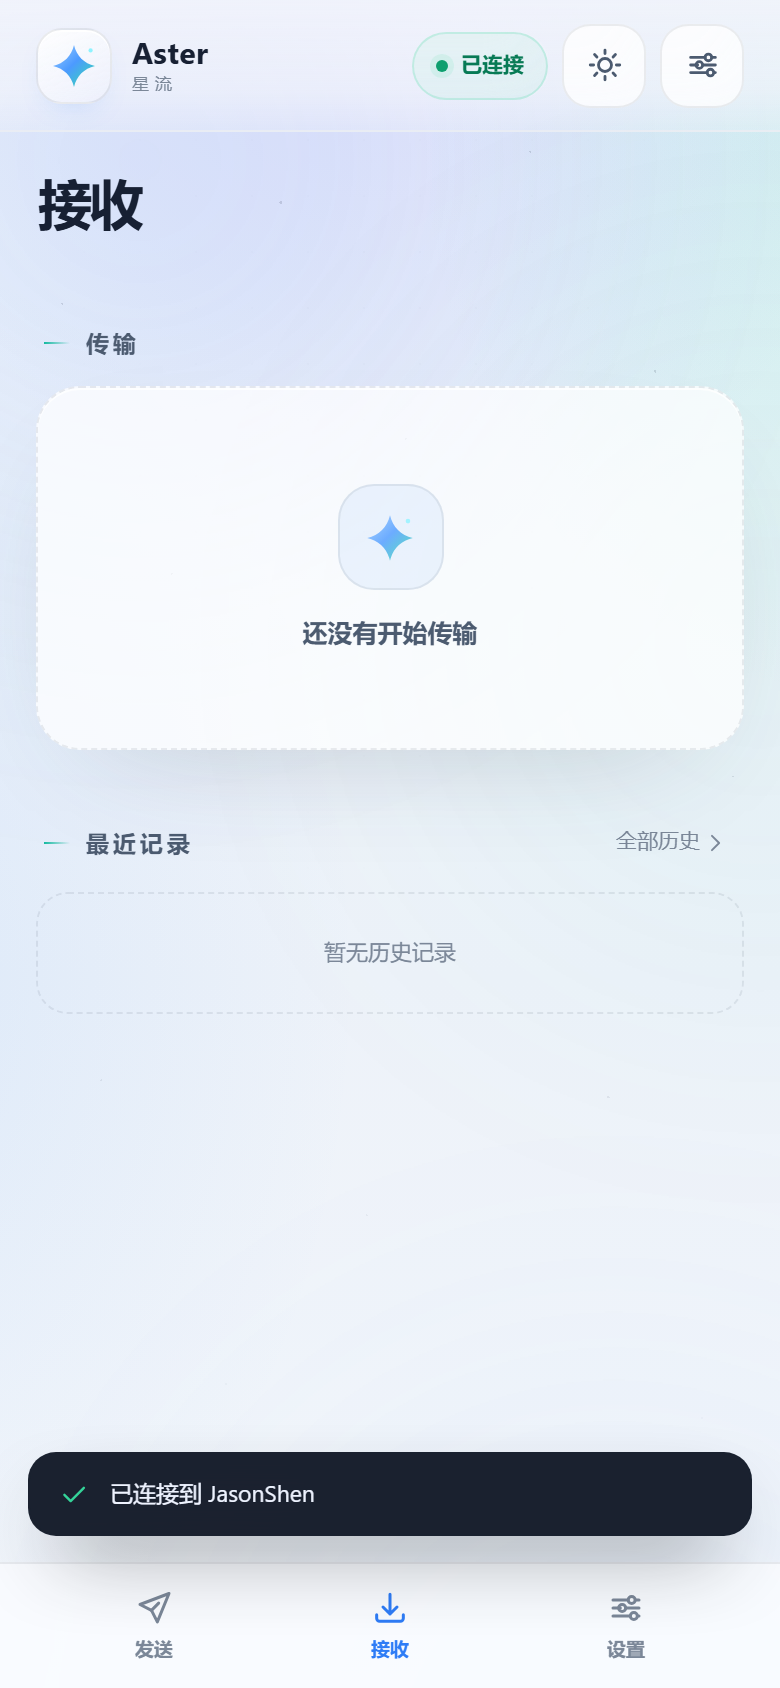 Aster
星流
已连接
接收
传输
还没有开始传输
最近记录
全部历史
暂无历史记录
已连接到 JasonShen
发送
接收
设置